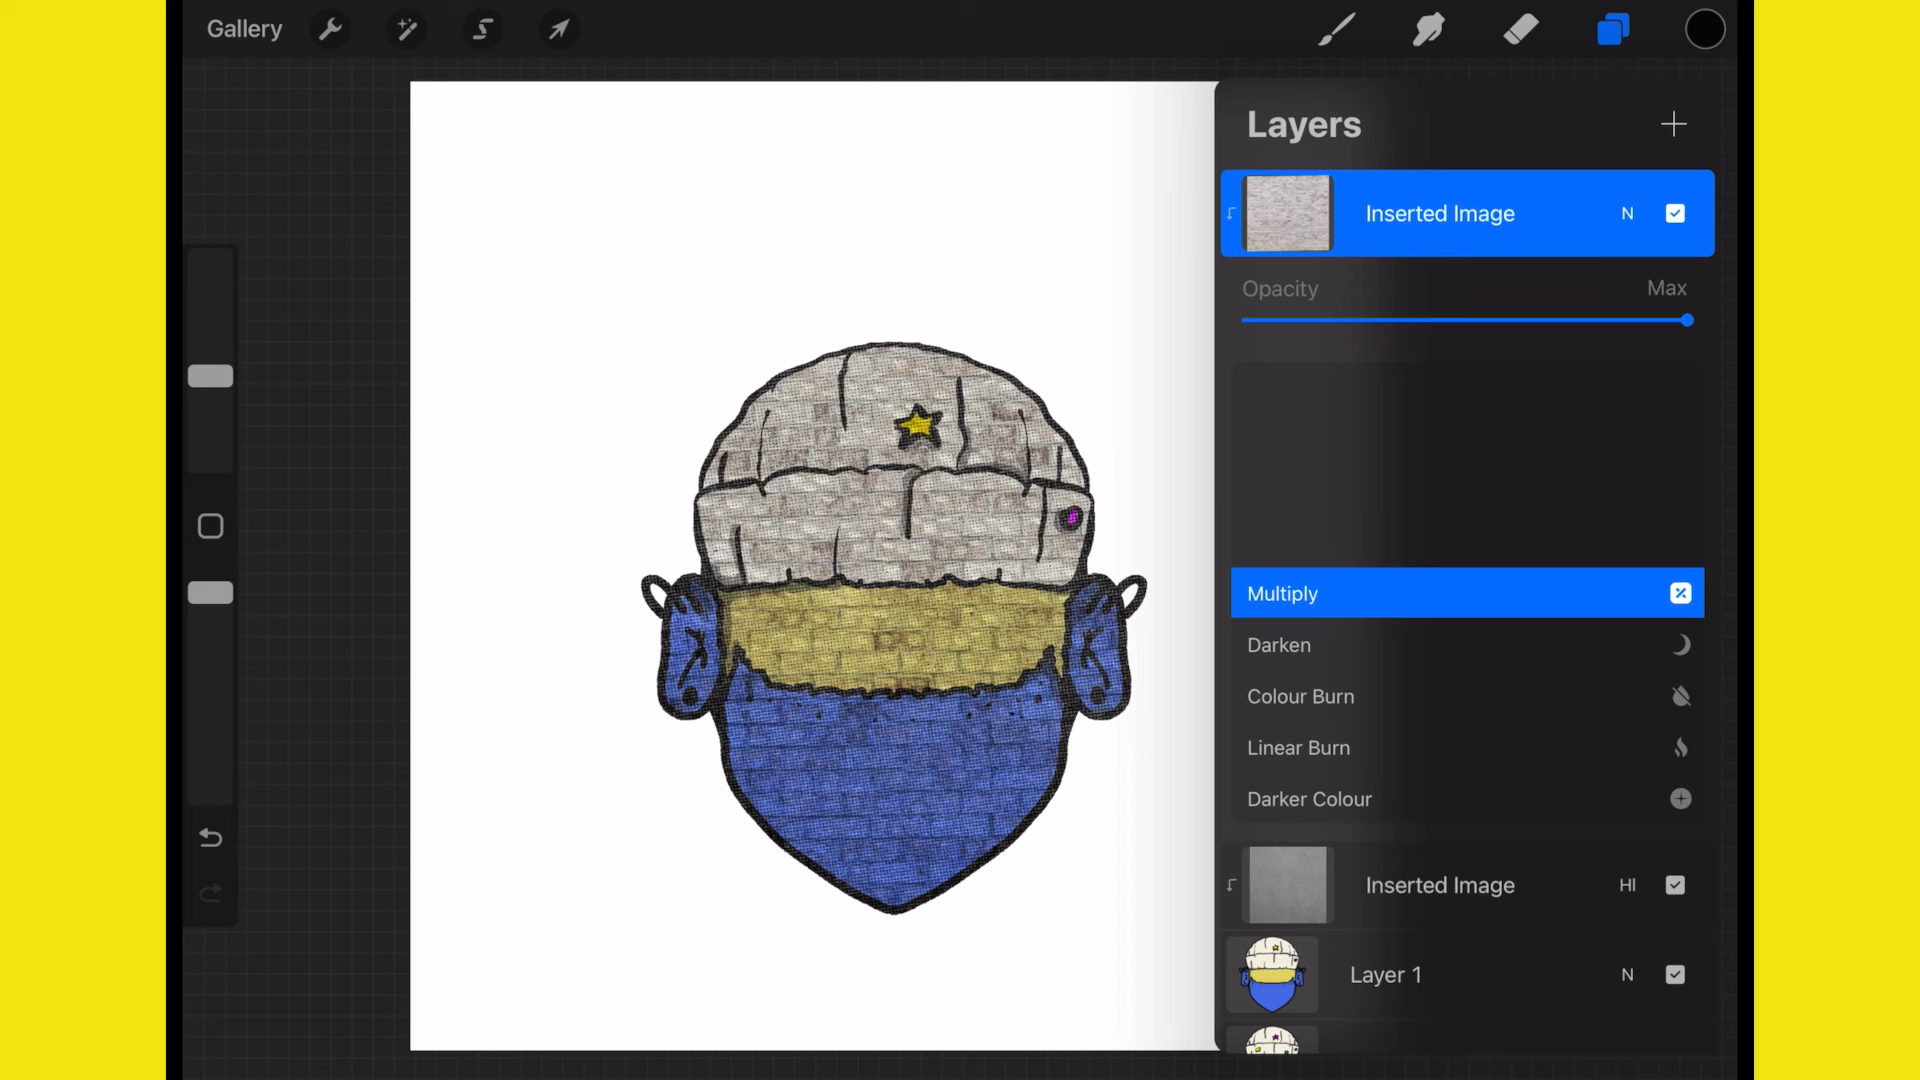 Gallery
Layers
Inserted Image N
Opacity Max
Multiply
Darken
Colour Burn
Linear Burn
Darker Colour
Inserted Image HI
Layer 1 N